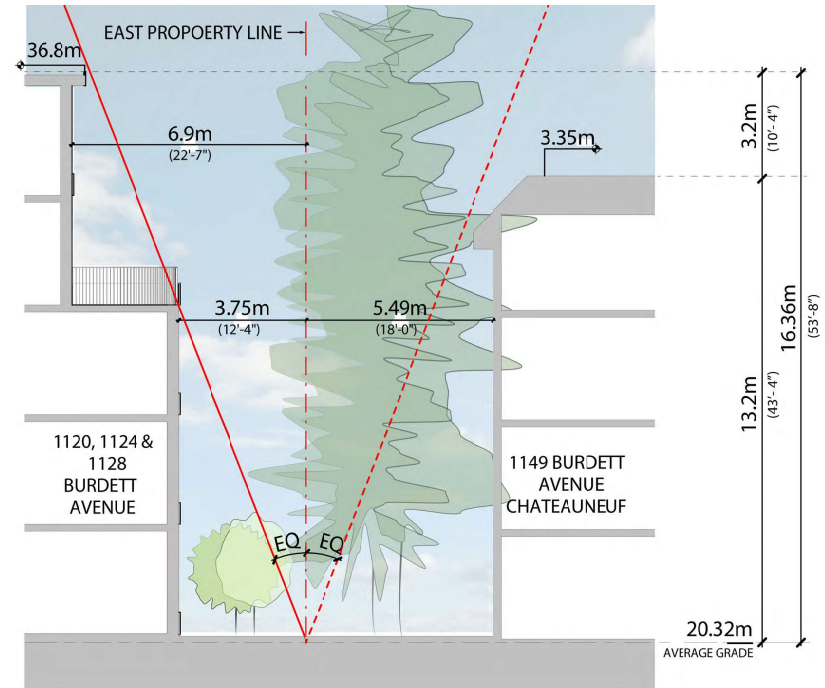 EAST PROPOERTY LINE
36.8m
6.9m
(22'-7")
3.35m
3.2m
(10'- 4")
3.75m
(12'-4")
5.49m
(18'-0")
16.36m
(53'-8")
13.2m
(43'- 4")
1120, 1124 &
1128
BURDETT
AVENUE
1149 BURDETT
AVENUE
CHATEAUNEUF
EQ
EQ
20.32m
AVERAGE GRADE